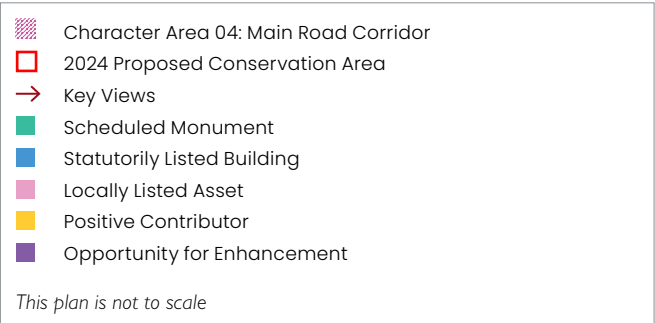 Character Area 04: Main Road Corridor
2024 Proposed Conservation Area
Key Views
Scheduled Monument
Statutorily Listed Building
Locally Listed Asset
Positive Contributor
Opportunity for Enhancement
This plan is not to scale